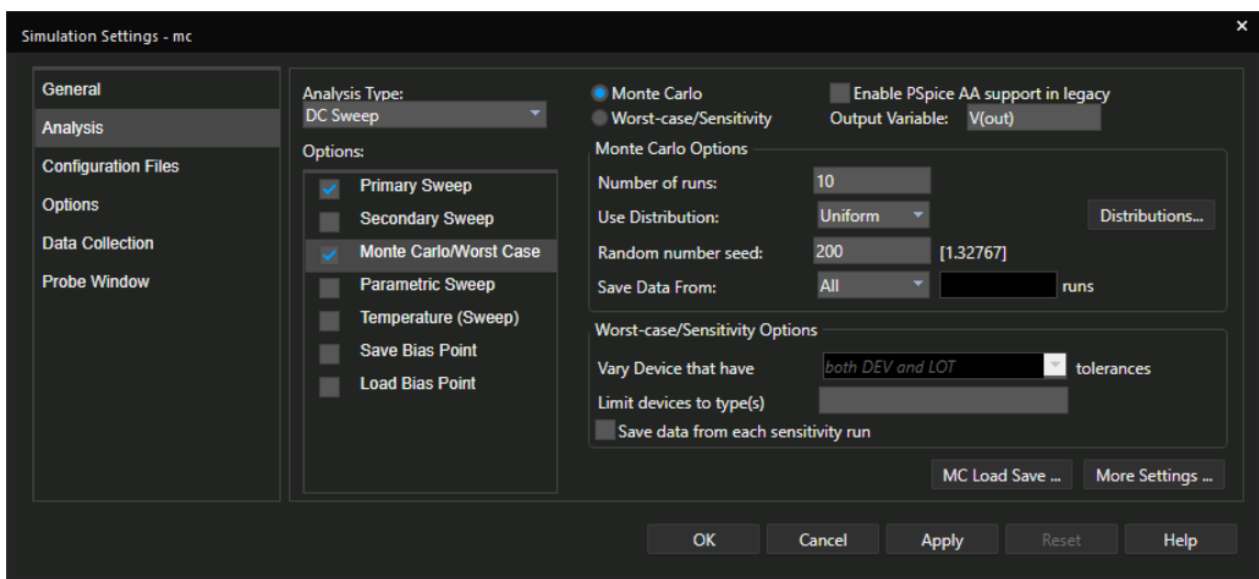 Simulation Settings - mc
×
General
Analysis
Configuration Files
Options
Data Collection
Probe Window
Analysis Type:
DC Sweep
Options:
Primary Sweep
Secondary Sweep
Monte Carlo/Worst Case
Parametric Sweep
Temperature (Sweep)
Save Bias Point
Load Bias Point
Monte Carlo
Enable PSpice AA support in legacy
Worst-case/Sensitivity
Output Variable: V(out)
Monte Carlo Options
Number of runs: 10
Use Distribution: Uniform Distributions...
Random number seed: 200 [1.32767]
Save Data From: All runs
Worst-case/Sensitivity Options
Vary Device that have both DEV and LOT tolerances
Limit devices to type(s)
Save data from each sensitivity run
MC Load Save ... More Settings ...
OK Cancel Apply Reset Help